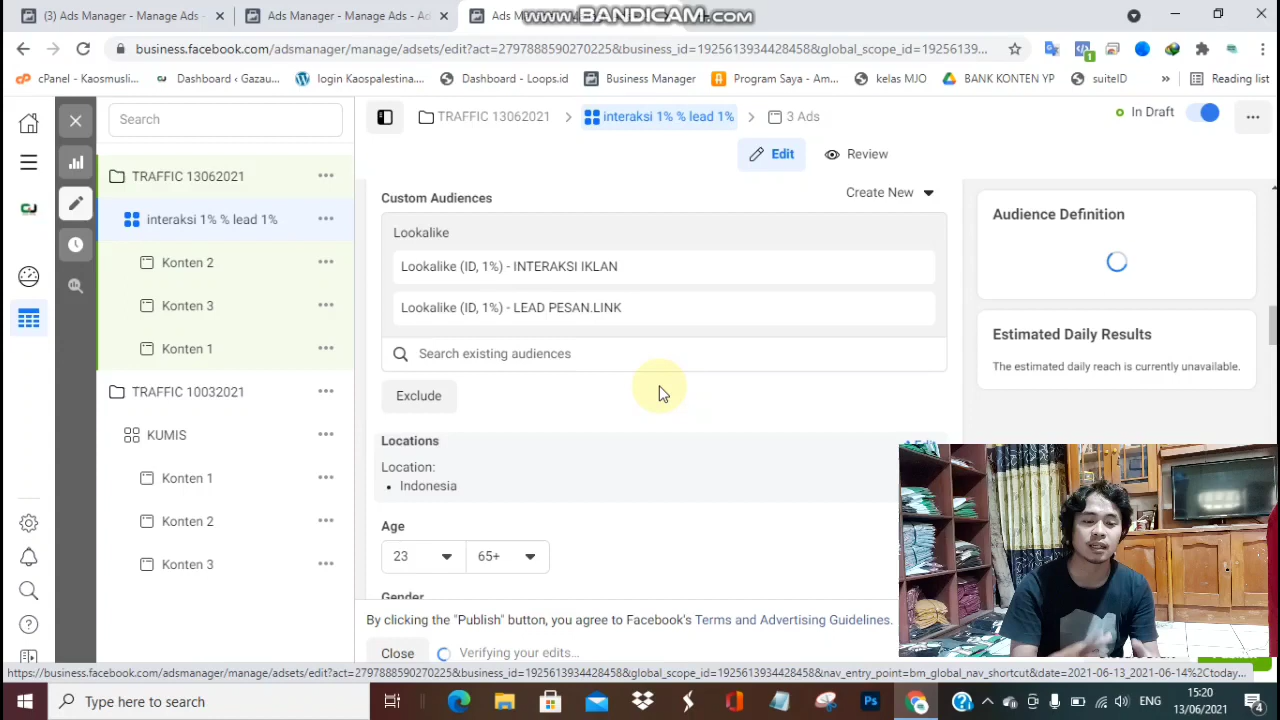 (3) Ads Manager - Manage Ads -
Ads Manager - Manage Ads - Ad
Ads M
www.BANDICAM.com
business.facebook.com/adsmanager/manage/adsets/edit?act=2797888590270225&business_id=1925613934428458&global_scope_id=19256139...
cPanel - Kaosmusli...
Dashboard ‹ Gazau...
login Kaospalestina...
Dashboard - Loops.id
Business Manager
Program Saya - Am...
kelas MJO
BANK KONTEN YP
suiteID
»
Reading list
Search
TRAFFIC 13062021
interaksi 1% % lead 1%
Konten 2
Konten 3
Konten 1
TRAFFIC 10032021
KUMIS
Konten 1
Konten 2
Konten 3
TRAFFIC 13062021 > interaksi 1% % lead 1% > 3 Ads
In Draft
Edit
Review
Custom Audiences
Create New
Lookalike
Lookalike (ID, 1%) - INTERAKSI IKLAN
Lookalike (ID, 1%) - LEAD PESAN.LINK
Search existing audiences
Exclude
Locations
Location:
• Indonesia
Age
23
65+
Gender
Audience Definition
Estimated Daily Results
The estimated daily reach is currently unavailable.
By clicking the "Publish" button, you agree to Facebook's Terms and Advertising Guidelines.
Close
Verifying your edits...
https://business.facebook.com/adsmanager/manage/adsets/edit?act=2797888590270225&business_id=1925613934428458&global_scope_id=1925613934428458&nav_entry_point=bm_global_nav_shortcut&date=2021-06-13_2021-06-14%2Ctoday...
Type here to search
Ps
ENG
15:20
13/06/2021
4